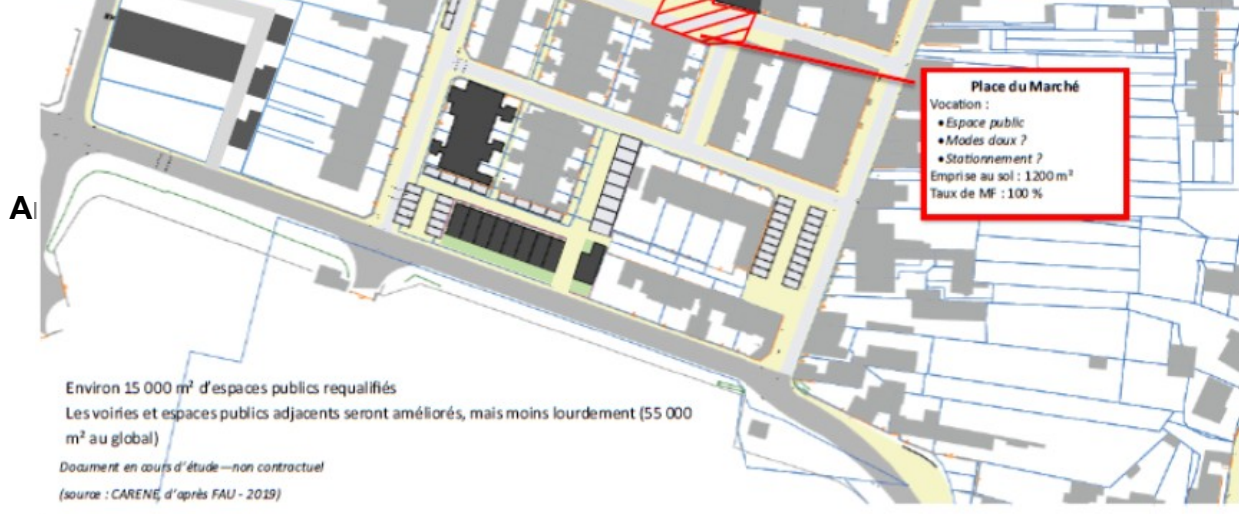 Place du Marché
Vocation :
•Espace public
•Modes doux ?
•Stationnement ?
Emprise au sol : 1200 m²
Taux de MF : 100 %
A
Environ 15 000 m² d'espaces publics requalifiés
Les voiries et espaces publics adjacents seront améliorés, mais moins lourdement (55 000
m² au global)
Document en cours d'étude—non contractuel
(source : CARENE, d'après FAU - 2019)